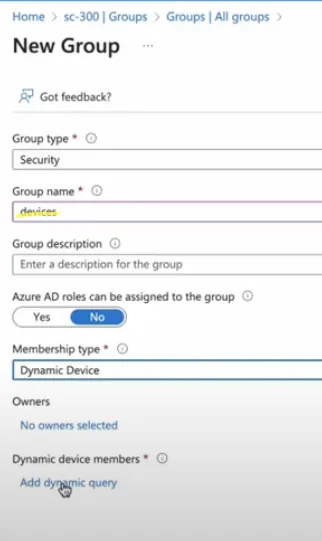 Home > sc-300 | Groups > Groups | All groups >
New Group ...
Got feedback?
Group type *
Security
Group name *
devices
Group description
Enter a description for the group
Azure AD roles can be assigned to the group
Yes No
Membership type *
Dynamic Device
Owners
No owners selected
Dynamic device members *
Add dynamic query